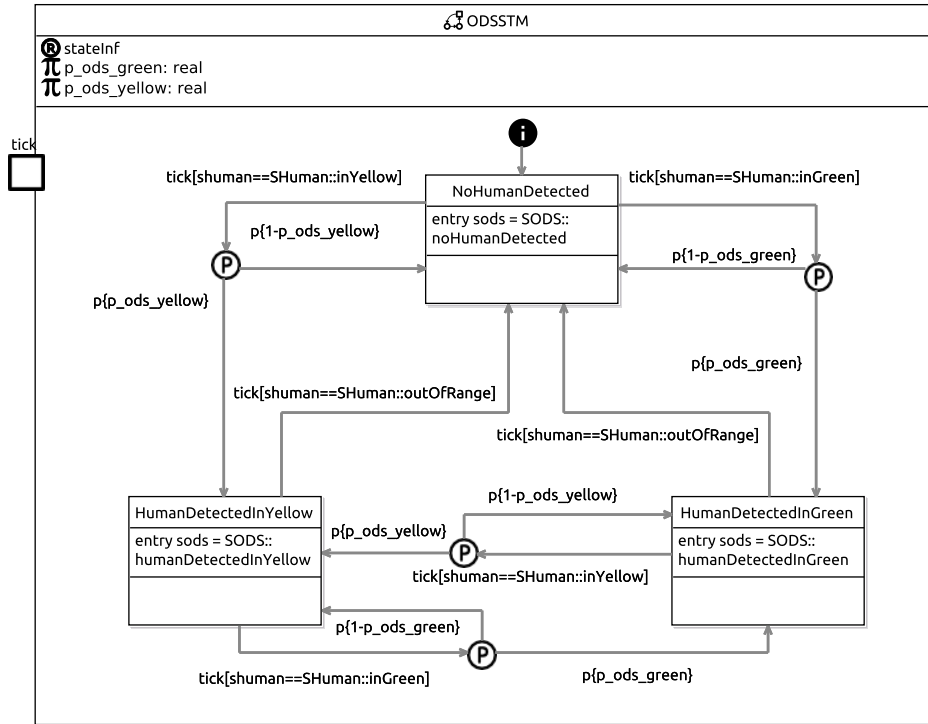 ODSSTM
R stateInf
π p_ods_green: real
π p_ods_yellow: real
tick
i
tick[shuman==SHuman::inYellow]
NoHumanDetected
tick[shuman==SHuman::inGreen]
entry sods = SODS::
noHumanDetected
p{1-p_ods_yellow}
p{1-p_ods_green}
P
P
p{p_ods_yellow}
p{p_ods_green}
tick[shuman==SHuman::outOfRange]
tick[shuman==SHuman::outOfRange]
HumanDetectedInYellow
entry sods = SODS::
humanDetectedInYellow
p{1-p_ods_yellow}
p{p_ods_yellow}
P
tick[shuman==SHuman::inYellow]
HumanDetectedInGreen
entry sods = SODS::
humanDetectedInGreen
p{1-p_ods_green}
P
tick[shuman==SHuman::inGreen]
p{p_ods_green}